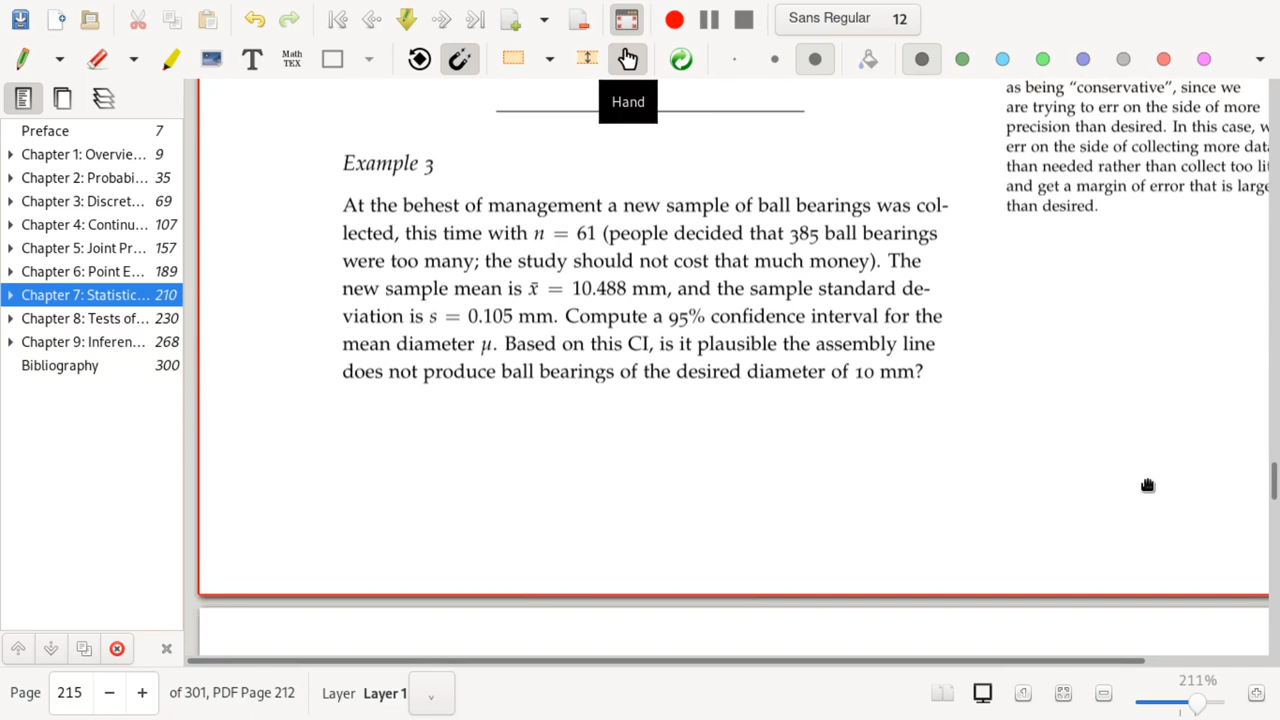 Sans Regular 12
Math
TEX
Hand
Preface 7
Chapter 1: Overvie... 9
Chapter 2: Probabi... 35
Chapter 3: Discret... 69
Chapter 4: Continu... 107
Chapter 5: Joint Pr... 157
Chapter 6: Point E... 189
Chapter 7: Statistic... 210
Chapter 8: Tests of... 230
Chapter 9: Inferen... 268
Bibliography 300
Example 3
At the behest of management a new sample of ball bearings was col-
lected, this time with n = 61 (people decided that 385 ball bearings
were too many; the study should not cost that much money). The
new sample mean is x̄ = 10.488 mm, and the sample standard de-
viation is s = 0.105 mm. Compute a 95% confidence interval for the
mean diameter μ. Based on this CI, is it plausible the assembly line
does not produce ball bearings of the desired diameter of 10 mm?
as being “conservative”, since we
are trying to err on the side of more
precision than desired. In this case, w
err on the side of collecting more dat
than needed rather than collect too lit
and get a margin of error that is large
than desired.
Page 215 − + of 301, PDF Page 212 Layer Layer 1 211%